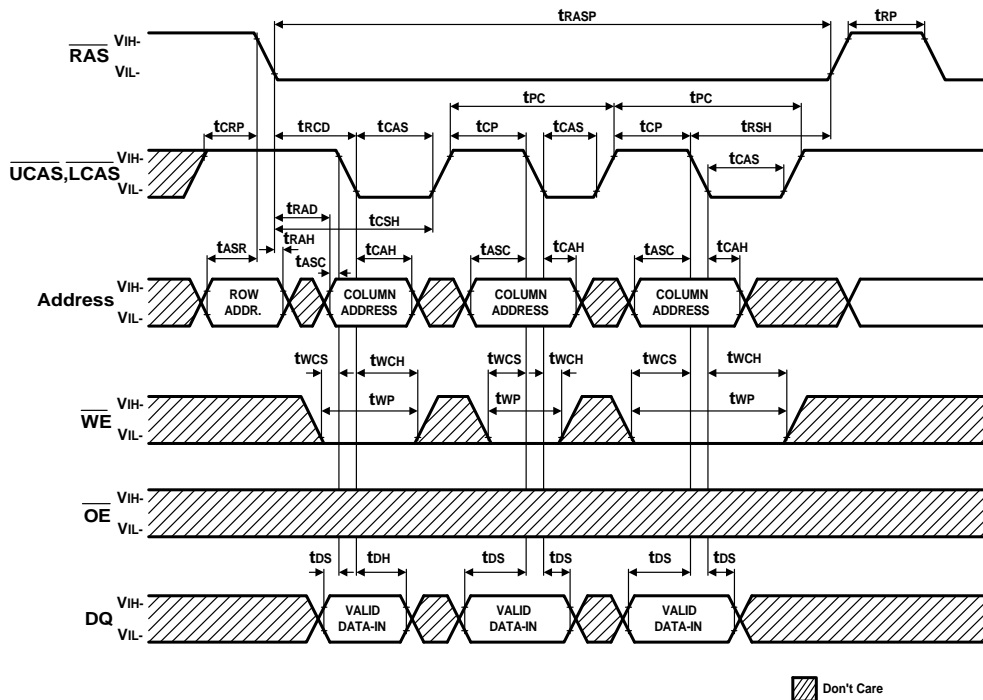 tRASP tRP
RAS VIH-
VIL-
tPC tPC
tCRP tRCD tCAS tCP tCAS tCP tRSH
UCAS,LCAS VIH-
VIL-
tCAS
tRAD
tCSH
tASR tRAH tASC tCAH tASC tCAH tASC tCAH
Address VIH-
VIL-
ROW ADDR.
COLUMN ADDRESS
COLUMN ADDRESS
COLUMN ADDRESS
tWCS tWCH tWCS tWCH tWCS tWCH
tWP tWP tWP
WE VIH-
VIL-
OE VIH-
VIL-
tDS tDH tDS tDS tDS tDS
DQ VIH-
VIL-
VALID DATA-IN
VALID DATA-IN
VALID DATA-IN
Don't Care